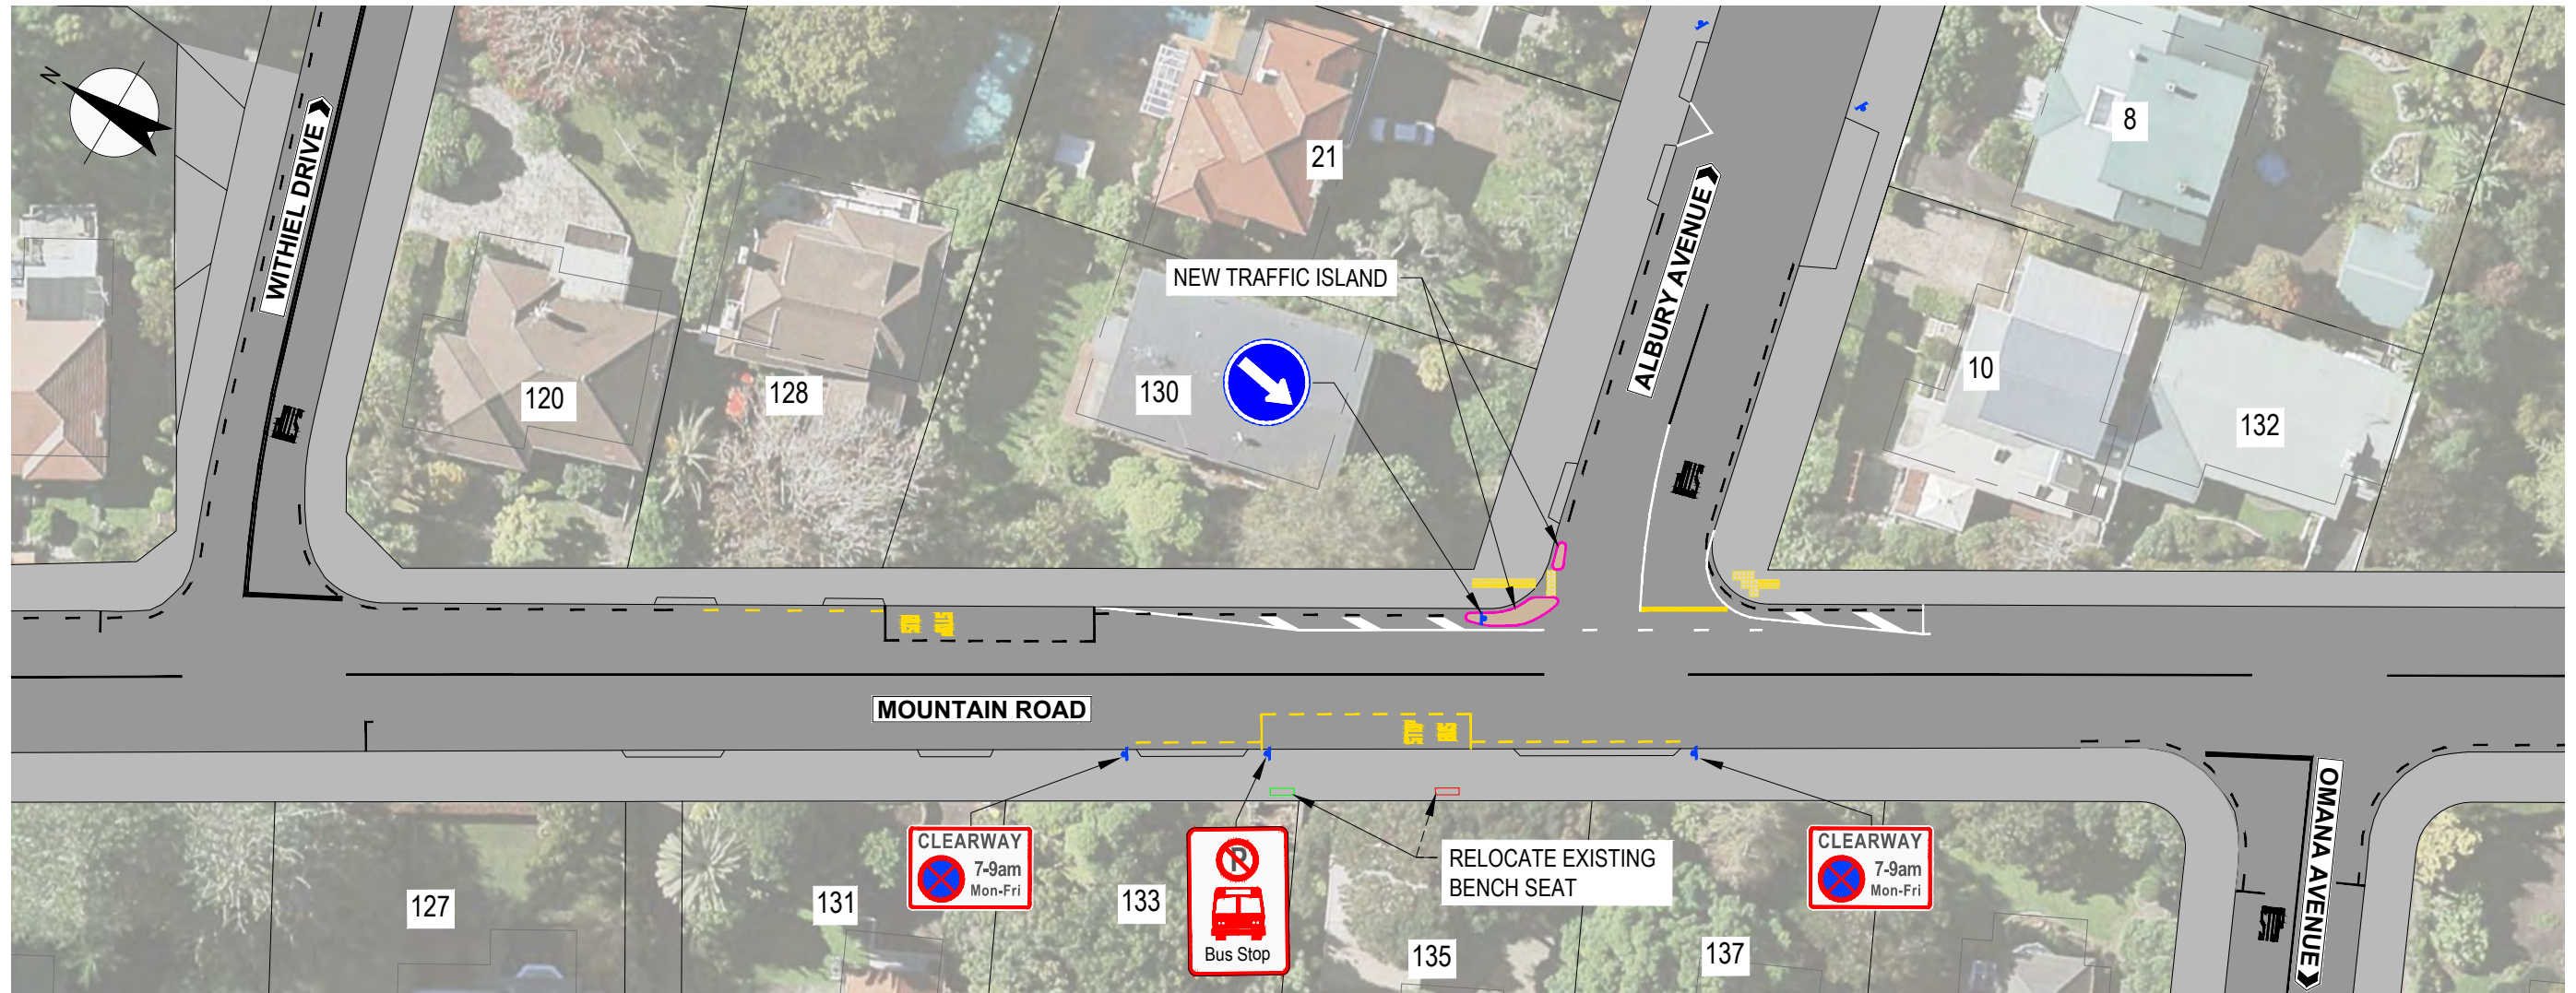 N
WITHIEL DRIVE
21
8
NEW TRAFFIC ISLAND
ALBURY AVENUE
120
128
130
10
132
MOUNTAIN ROAD
CLEARWAY
7-9am
Mon-Fri
P
Bus Stop
RELOCATE EXISTING
BENCH SEAT
CLEARWAY
7-9am
Mon-Fri
OMANA AVENUE
127
131
133
135
137